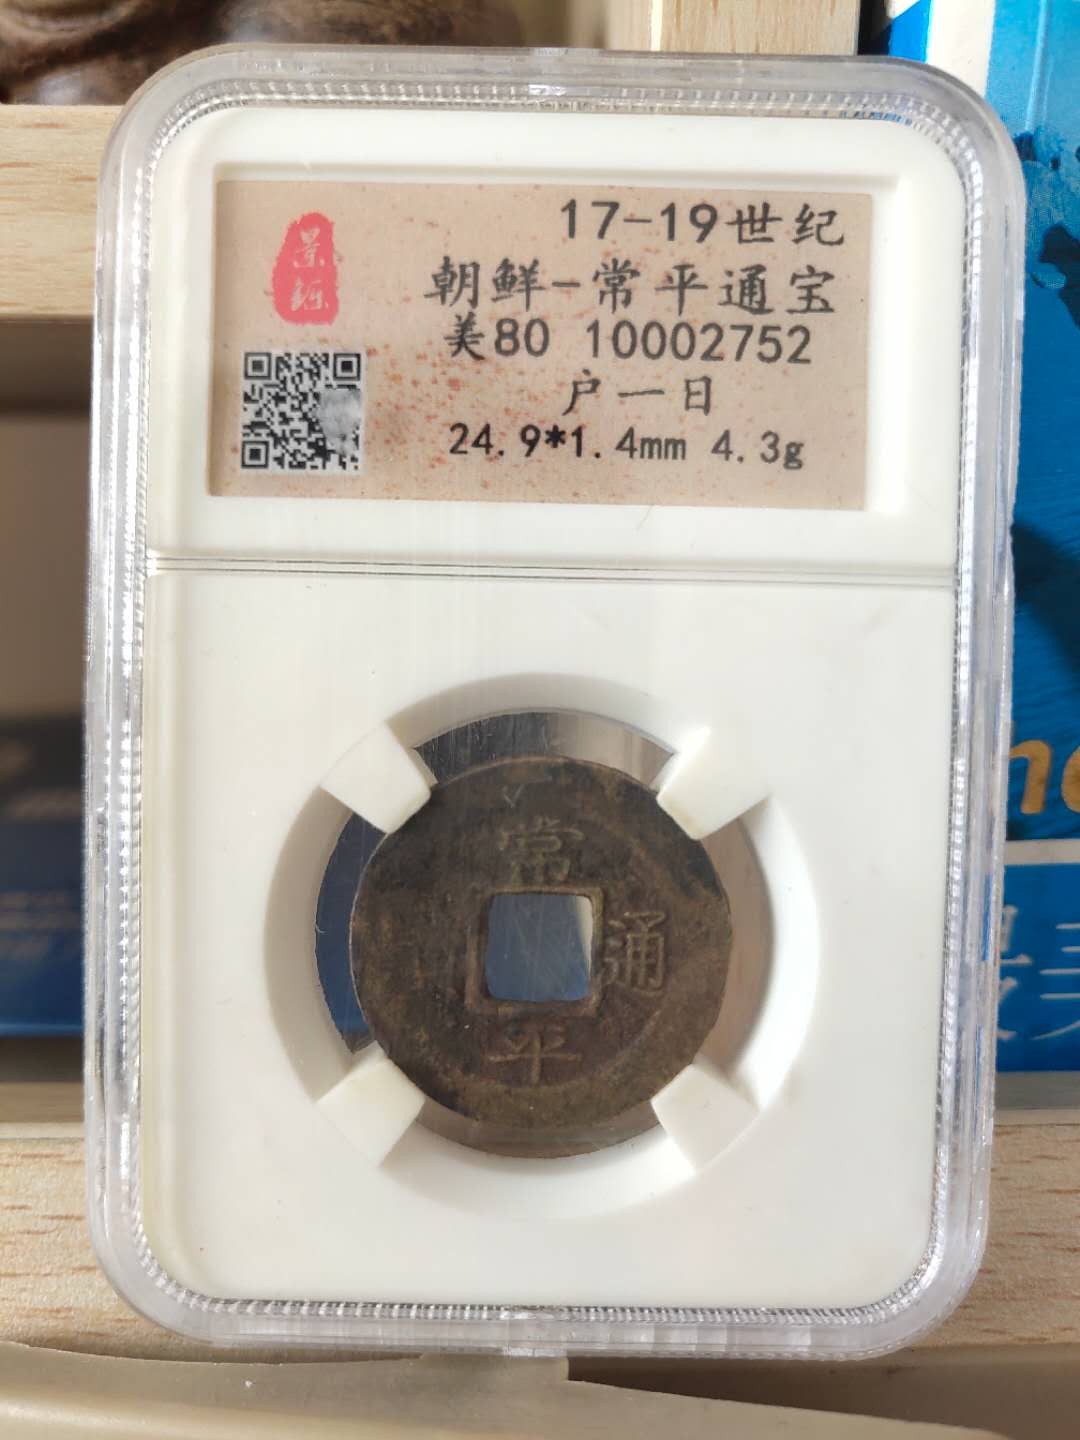 17-19世纪
朝鲜-常平通宝
美80 10002752
户一日
24.9*1.4mm 4.3g
景
常
通
平